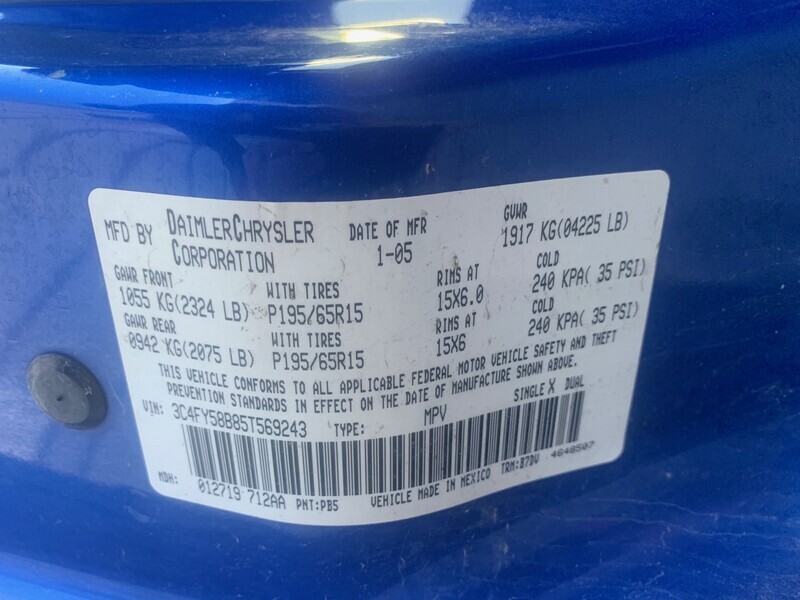 MFD BY DAIMLERCHRYSLER CORPORATION DATE OF MFR 1-05 GVWR 1917 KG(04225 LB)
GAWR FRONT WITH TIRES RIMS AT COLD
1055 KG(2324 LB) P195/65R15 15X6.0 240 KPA( 35 PSI)
GAWR REAR WITH TIRES RIMS AT COLD
0942 KG(2075 LB) P195/65R15 15X6 240 KPA( 35 PSI)
THIS VEHICLE CONFORMS TO ALL APPLICABLE FEDERAL MOTOR VEHICLE SAFETY AND THEFT
PREVENTION STANDARDS IN EFFECT ON THE DATE OF MANUFACTURE SHOWN ABOVE.
VIN: 3C4FY58B85T569243 TYPE: MPV SINGLE X DUAL
MDH: 012719 712AA PNT:PB5 VEHICLE MADE IN MEXICO TRM:B7DV 4648507